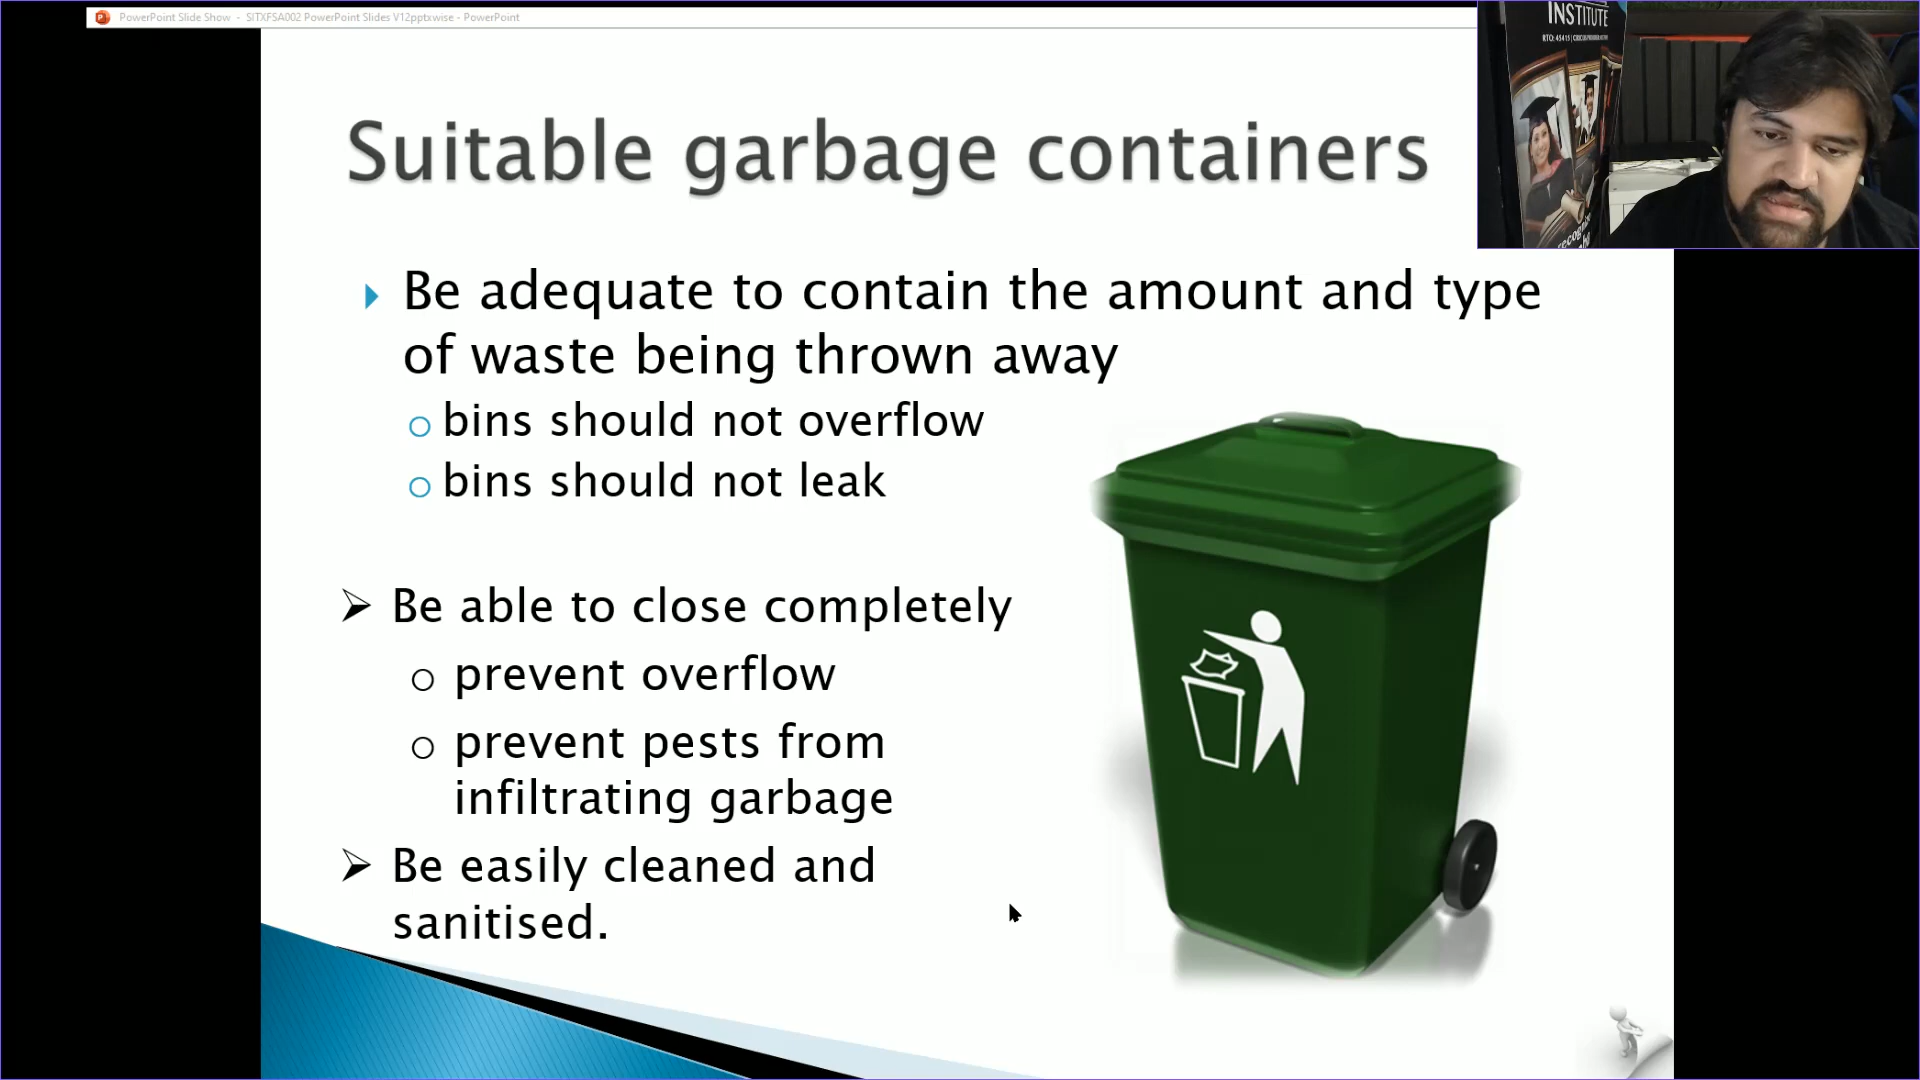 PowerPoint Slide Show - SITXFSA002 PowerPoint Slides V12pptxwise - PowerPoint
INSTITUTE
Suitable garbage containers
Be adequate to contain the amount and type
of waste being thrown away
bins should not overflow
bins should not leak
Be able to close completely
prevent overflow
prevent pests from
infiltrating garbage
Be easily cleaned and
sanitised.